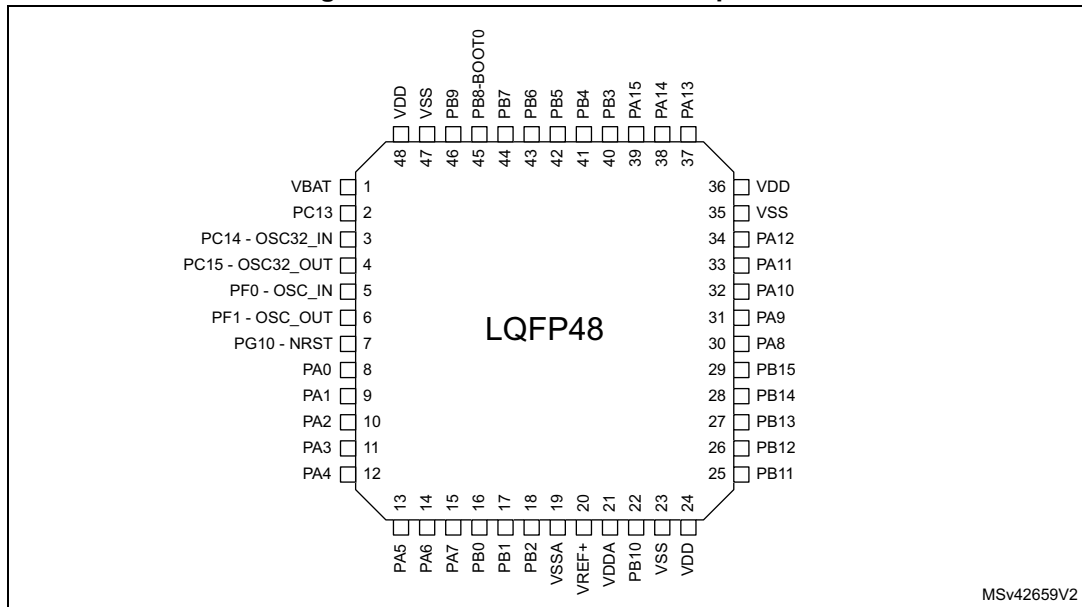 VDD
VSS
PB9
PB8-BOOT0
PB7
PB6
PB5
PB4
PB3
PA15
PA14
PA13
48
47
46
45
44
43
42
41
40
39
38
37
VBAT 1
PC13 2
PC14 - OSC32_IN 3
PC15 - OSC32_OUT 4
PF0 - OSC_IN 5
PF1 - OSC_OUT 6
PG10 - NRST 7
PA0 8
PA1 9
PA2 10
PA3 11
PA4 12
LQFP48
36 VDD
35 VSS
34 PA12
33 PA11
32 PA10
31 PA9
30 PA8
29 PB15
28 PB14
27 PB13
26 PB12
25 PB11
13
14
15
16
17
18
19
20
21
22
23
24
PA5
PA6
PA7
PB0
PB1
PB2
VSSA
VREF+
VDDA
PB10
VSS
VDD
MSv42659V2